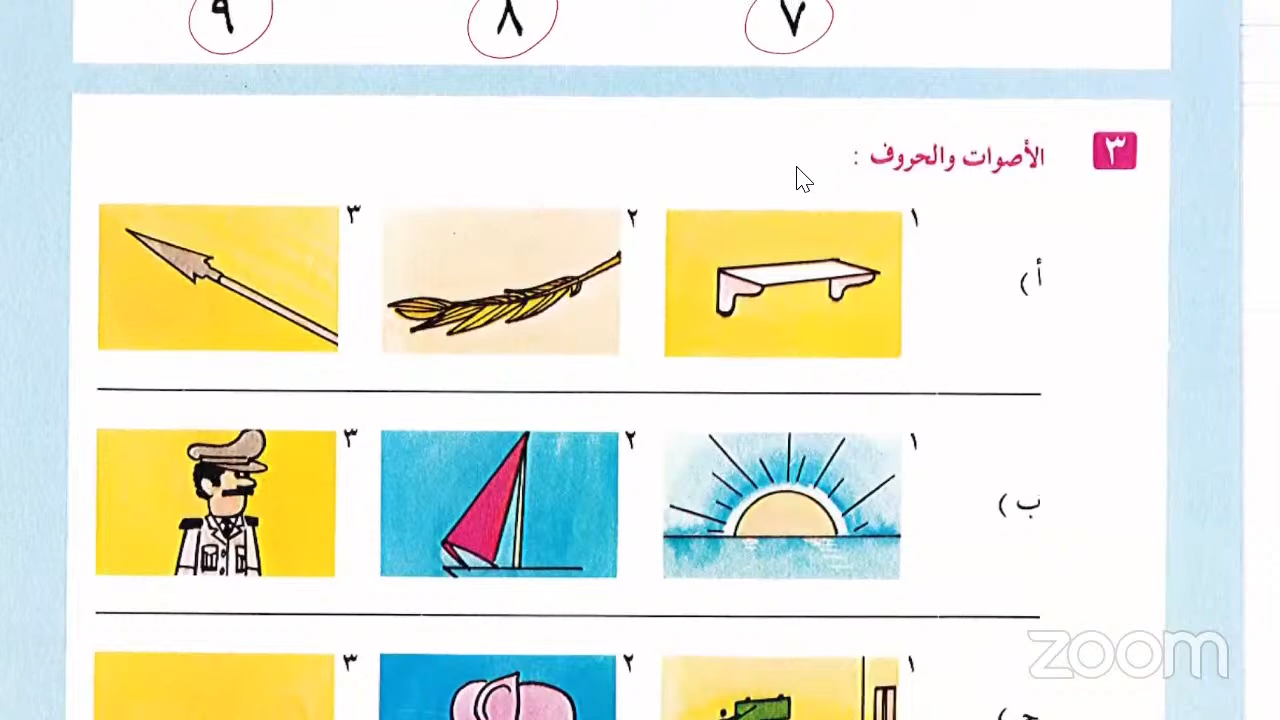 ٧ ٨ ٩
٣ الأصوات والحروف :
أ) ١ ٢ ٣
ب) ١ ٢ ٣
ج) ١ ٢ ٣
zoom